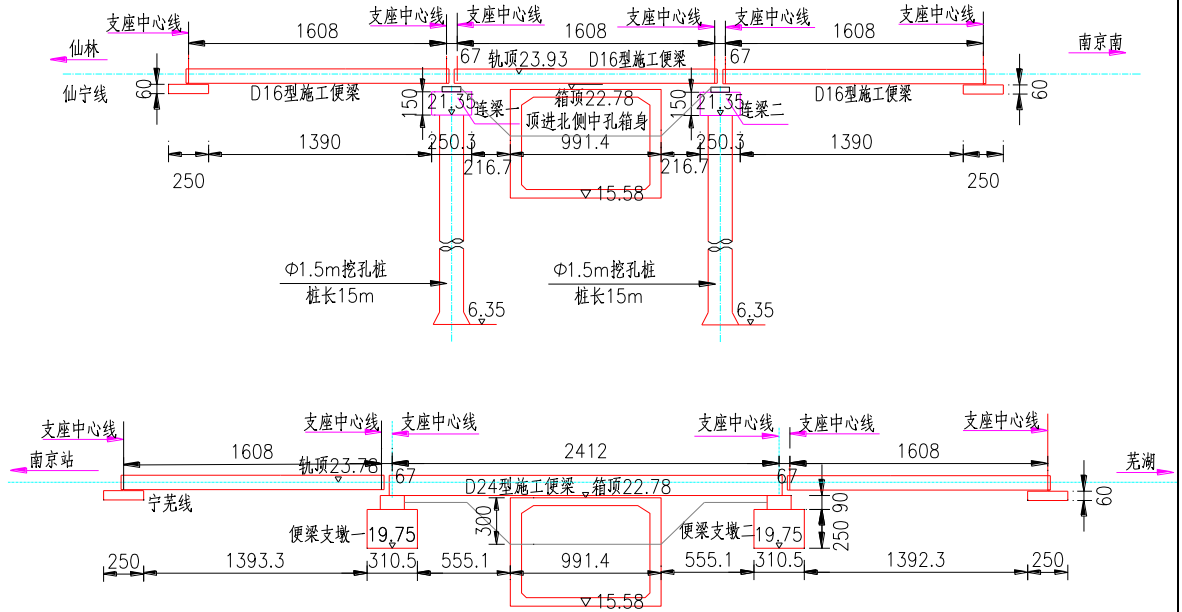 支座中心线 支座中心线 支座中心线 支座中心线 支座中心线 支座中心线
仙林 1608 1608 1608 南京南
67 轨顶23.93 D16型施工便梁 67
仙宁线 60 D16型施工便梁 150 21.35 连梁一 箱顶22.78 150 21.35 连梁二 D16型施工便梁 60
顶进北侧中孔箱身
250 1390 250.3 216.7 991.4 216.7 250.3 1390 250
15.58
Φ1.5m挖孔桩 Φ1.5m挖孔桩
桩长15m 桩长15m
6.35 6.35
支座中心线 支座中心线 支座中心线 支座中心线 支座中心线 支座中心线
南京站 1608 2412 1608 芜湖
轨顶23.78 67 67
宁芜线 D24型施工便梁 箱顶22.78 90 60
便梁支墩一 19.75 300 便梁支墩二 19.75 250
250 1393.3 310.5 555.1 991.4 555.1 310.5 1392.3 250
15.58